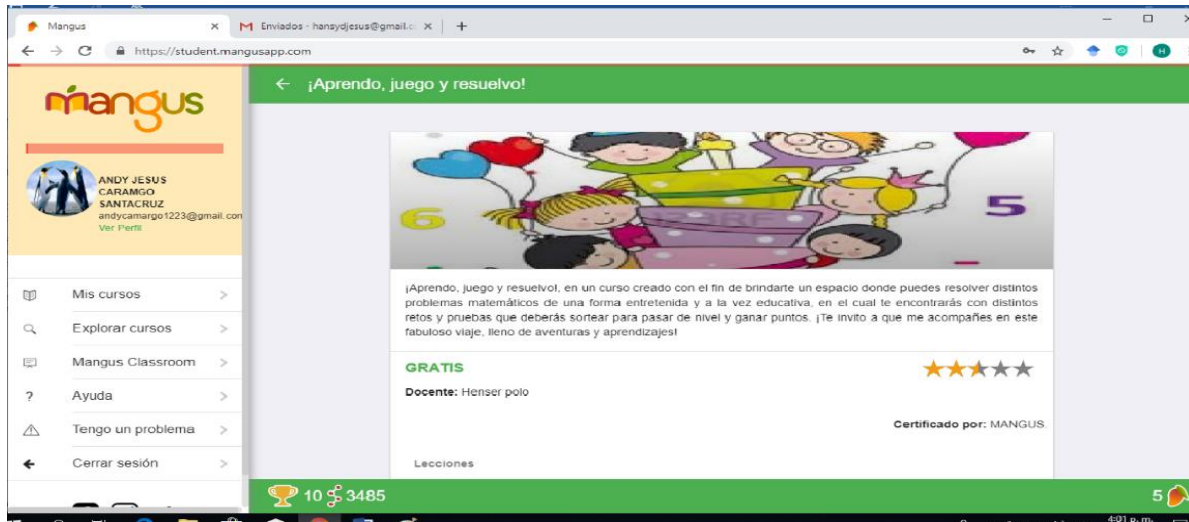 Mangus
Enviados - hansydjesus@gmail.c
https://student.mangusapp.com
H
mangus
ANDY JESUS
CARAMGO
SANTACRUZ
andycamargo1223@gmail.con
Ver Perfil
Mis cursos
Explorar cursos
Mangus Classroom
? Ayuda
Tengo un problema
Cerrar sesión
¡Aprendo, juego y resuelvo!
6
5
¡Aprendo, juego y resuelvo!, en un curso creado con el fin de brindarte un espacio donde puedes resolver distintos
problemas matemáticos de una forma entretenida y a la vez educativa, en el cual te encontrarás con distintos
retos y pruebas que deberás sortear para pasar de nivel y ganar puntos. ¡Te invito a que me acompañes en este
fabuloso viaje, lleno de aventuras y aprendizajes!
GRATIS
Docente: Henser polo
Certificado por: MANGUS.
Lecciones
10 3485
5
4:01 p. m.